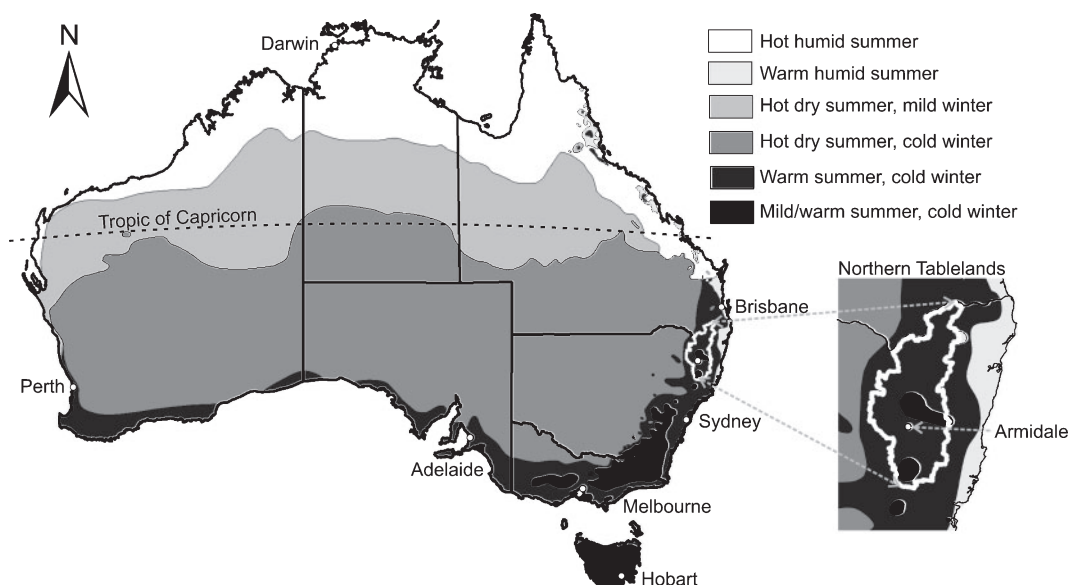 N
Darwin
Hot humid summer
Warm humid summer
Hot dry summer, mild winter
Hot dry summer, cold winter
Warm summer, cold winter
Mild/warm summer, cold winter
Tropic of Capricorn
Northern Tablelands
Brisbane
Perth
Sydney
Armidale
Adelaide
Melbourne
Hobart